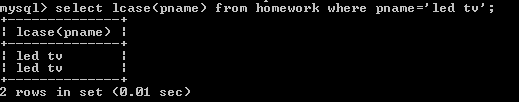 mysql> select lcase(pname) from homework where pname='led tv';
+--------------+
| lcase(pname) |
+--------------+
| led tv       |
| led tv       |
+--------------+
2 rows in set (0.01 sec)